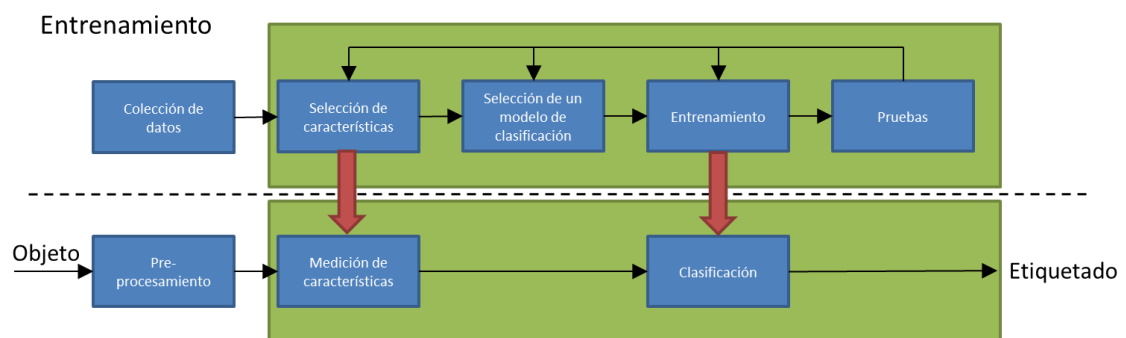 Entrenamiento
Colección de
datos
Selección de
características
Selección de un
modelo de
clasificación
Entrenamiento
Pruebas
Objeto
Pre-
procesamiento
Medición de
características
Clasificación
Etiquetado